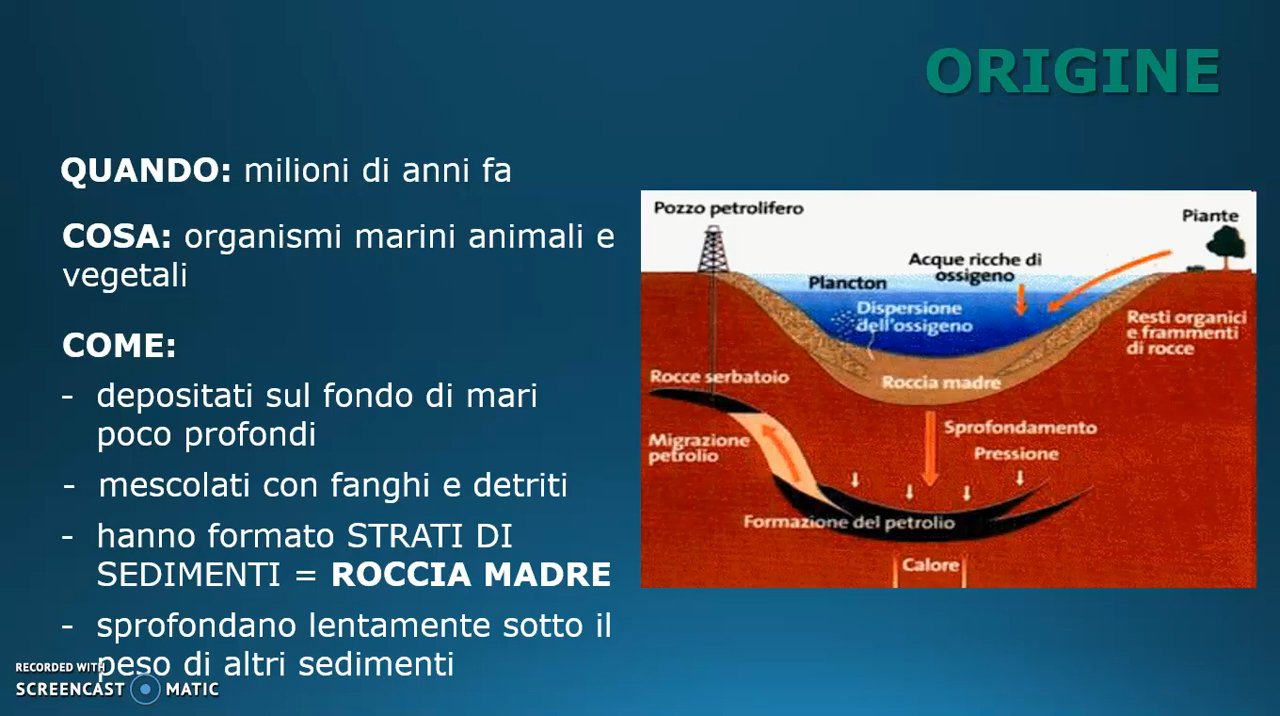 ORIGINE
QUANDO: milioni di anni fa
COSA: organismi marini animali e
vegetali
COME:
- depositati sul fondo di mari
poco profondi
- mescolati con fanghi e detriti
- hanno formato STRATI DI
SEDIMENTI = ROCCIA MADRE
- sprofondano lentamente sotto il
peso di altri sedimenti
Pozzo petrolifero
Piante
Acque ricche di
ossigeno
Plancton
Dispersione
dell'ossigeno
Resti organici
e frammenti
di rocce
Rocce serbatoio
Roccia madre
Sprofondamento
Migrazione
petrolio
Pressione
Formazione del petrolio
Calore
RECORDED WITH
SCREENCAST MATIC